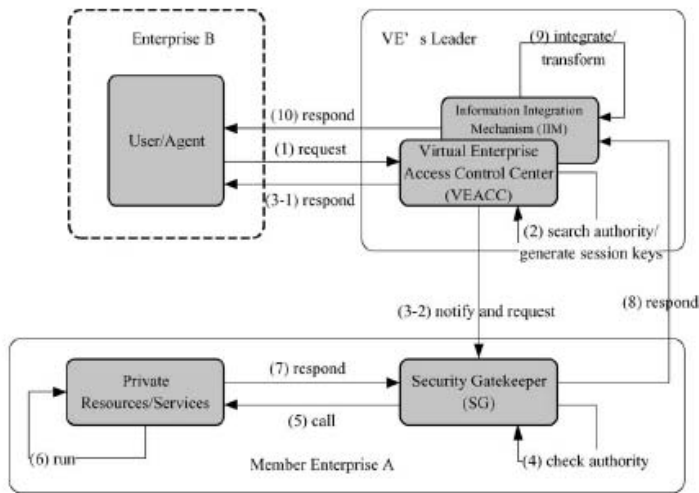 Enterprise B
VE' s Leader
(9) integrate/
transform
Information Integration
Mechanism (IIM)
(10) respond
User/Agent
(1) request
Virtual Enterprise
Access Control Center
(VEACC)
(3-1) respond
(2) search authority/
generate session keys
(3-2) notify and request
(8) respond
Private
Resources/Services
(7) respond
Security Gatekeeper
(SG)
(5) call
(6) run
(4) check authority
Member Enterprise A